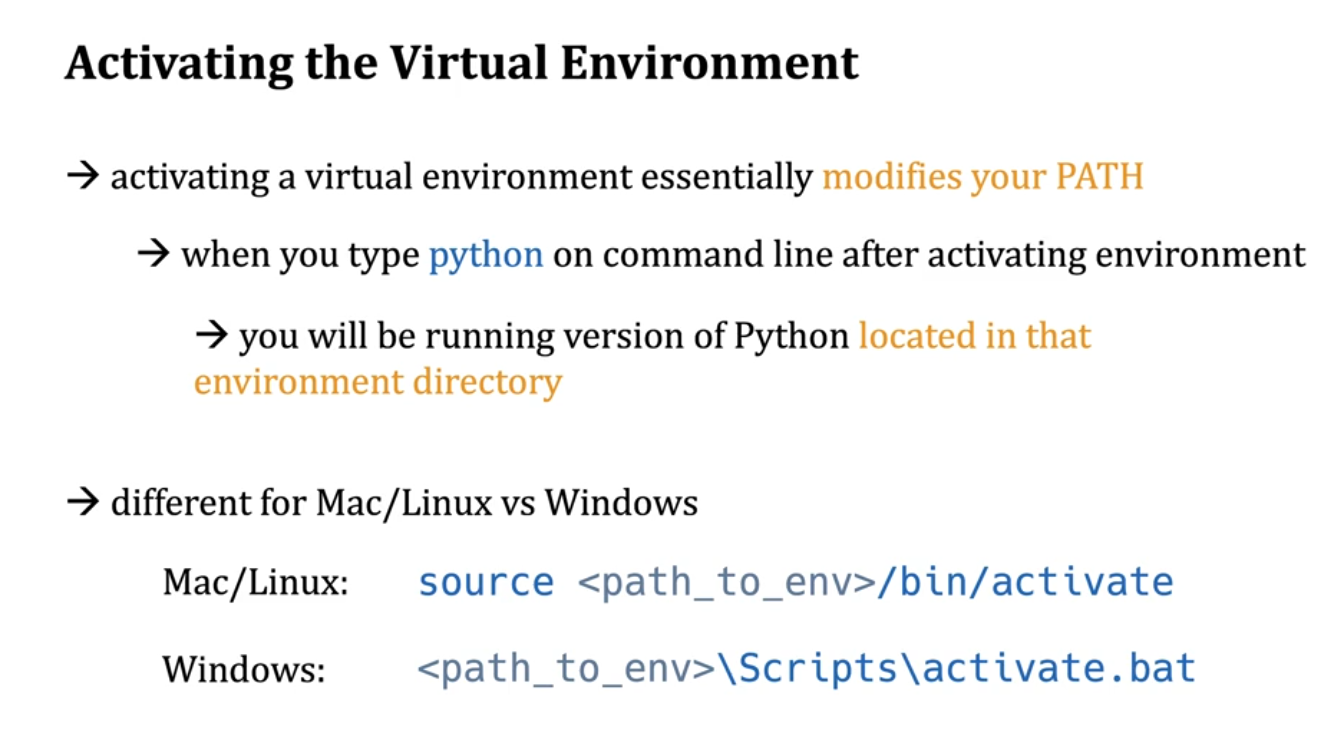 Activating the Virtual Environment
→ activating a virtual environment essentially modifies your PATH
→ when you type python on command line after activating environment
→ you will be running version of Python located in that
environment directory
→ different for Mac/Linux vs Windows
Mac/Linux: source <path_to_env>/bin/activate
Windows: <path_to_env>\Scripts\activate.bat